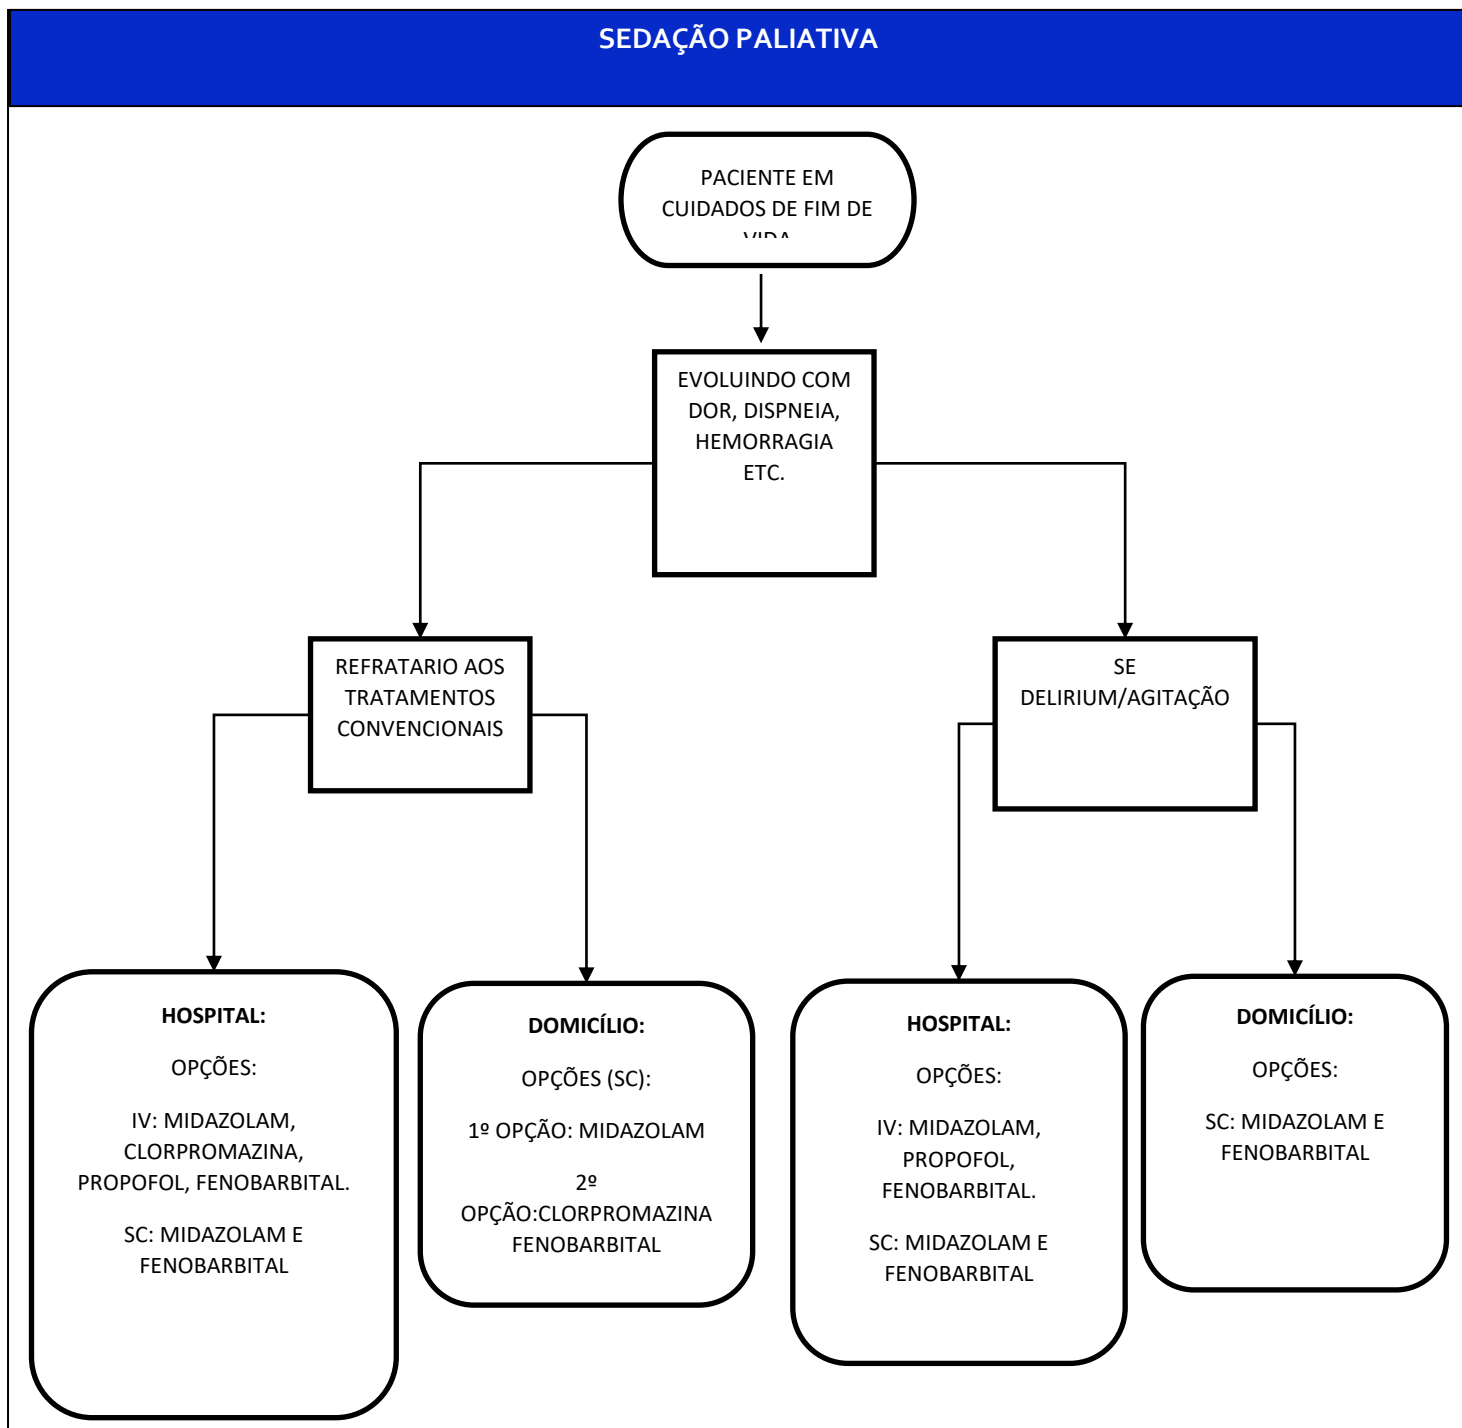 SEDAÇÃO PALIATIVA
PACIENTE EM
CUIDADOS DE FIM DE
VIDA
EVOLUINDO COM
DOR, DISPNEIA,
HEMORRAGIA
ETC.
REFRATARIO AOS
TRATAMENTOS
CONVENCIONAIS
SE
DELIRIUM/AGITAÇÃO
HOSPITAL:
OPÇÕES:
IV: MIDAZOLAM,
CLORPROMAZINA,
PROPOFOL, FENOBARBITAL.
SC: MIDAZOLAM E
FENOBARBITAL
DOMICÍLIO:
OPÇÕES (SC):
1º OPÇÃO: MIDAZOLAM
2º
OPÇÃO:CLORPROMAZINA
FENOBARBITAL
HOSPITAL:
OPÇÕES:
IV: MIDAZOLAM,
PROPOFOL,
FENOBARBITAL.
SC: MIDAZOLAM E
FENOBARBITAL
DOMICÍLIO:
OPÇÕES:
SC: MIDAZOLAM E
FENOBARBITAL